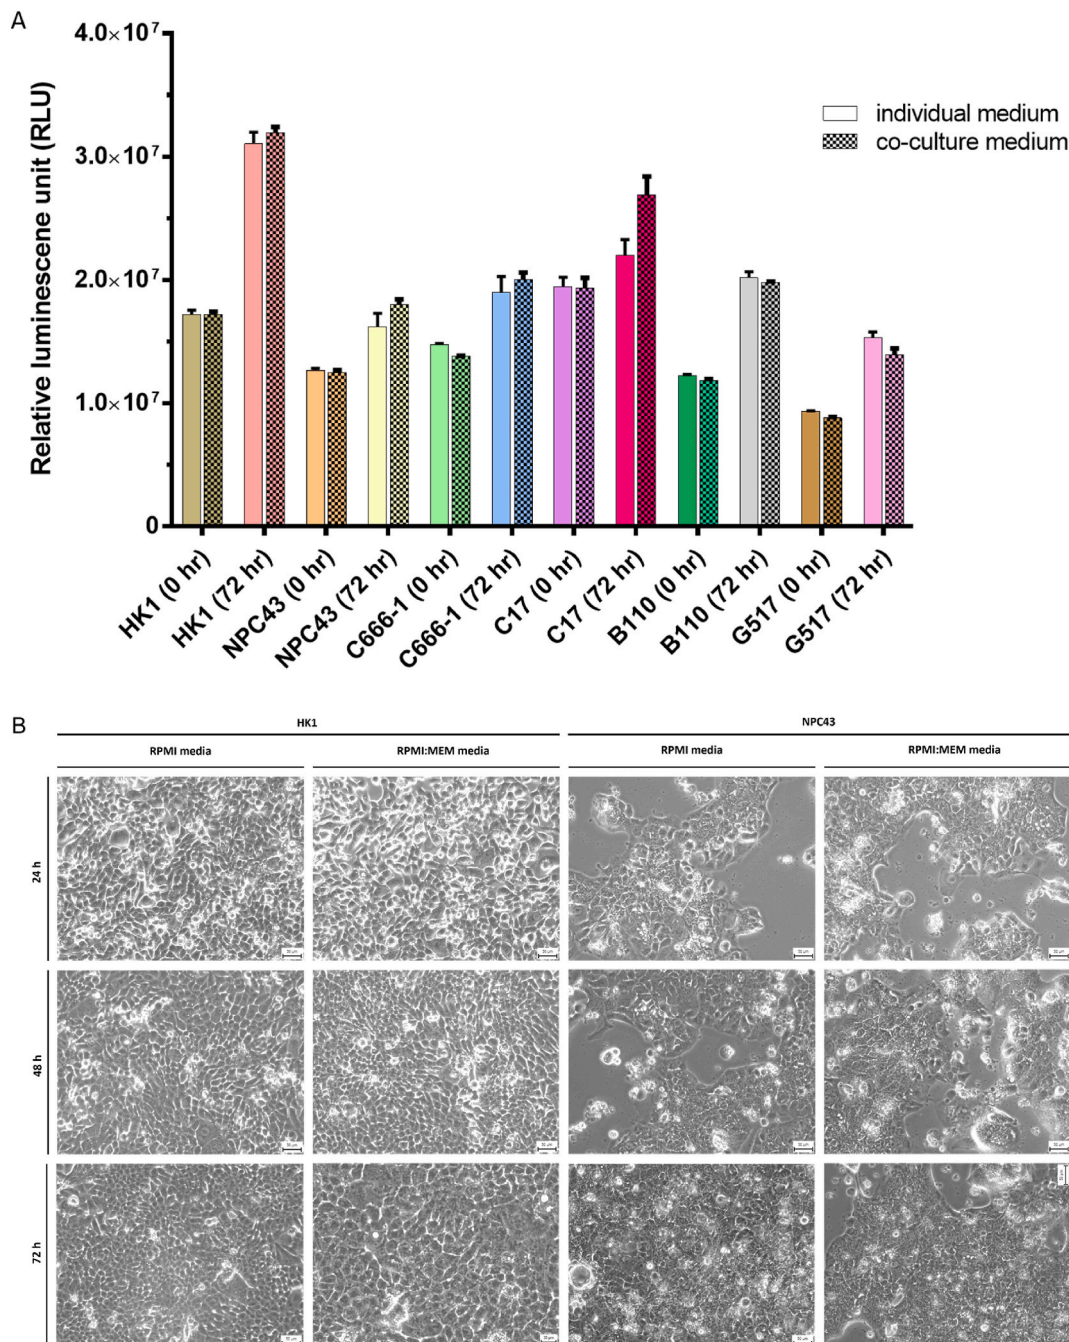 A
4.0×10⁷
3.0×10⁷
2.0×10⁷
1.0×10⁷
0
Relative luminescene unit (RLU)
individual medium
co-culture medium
HK1 (0 hr)
HK1 (72 hr)
NPC43 (0 hr)
NPC43 (72 hr)
C666-1 (0 hr)
C666-1 (72 hr)
C17 (0 hr)
C17 (72 hr)
B110 (0 hr)
B110 (72 hr)
G517 (0 hr)
G517 (72 hr)
B
HK1 NPC43
RPMI media RPMI:MEM media RPMI media RPMI:MEM media
24 h
48 h
72 h